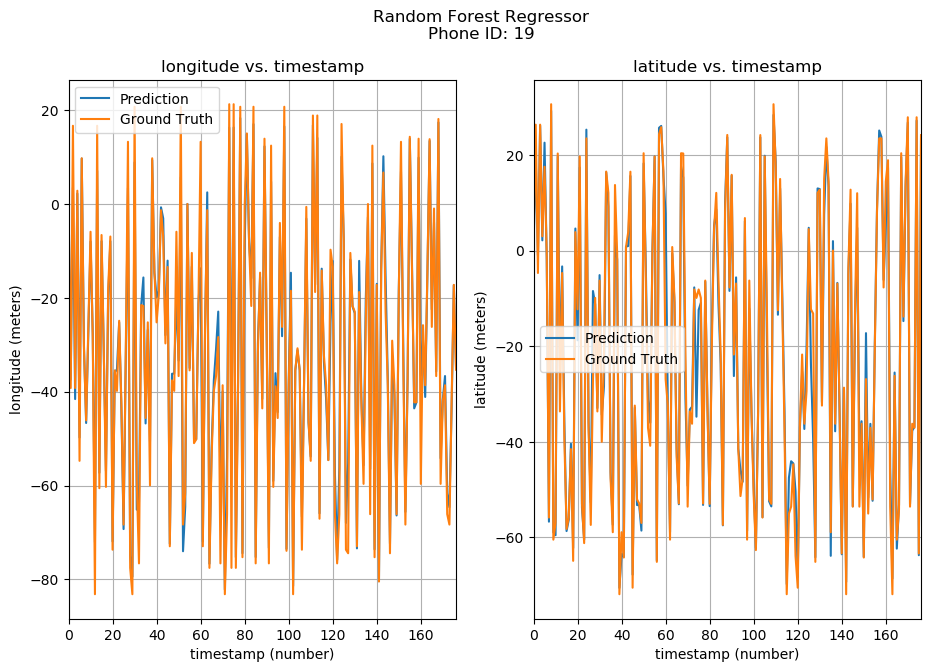 Random Forest Regressor
Phone ID: 19
longitude vs. timestamp
Prediction
Ground Truth
longitude (meters)
20
0
−20
−40
−60
−80
0 20 40 60 80 100 120 140 160
timestamp (number)
latitude vs. timestamp
Prediction
Ground Truth
latitude (meters)
20
0
−20
−40
−60
0 20 40 60 80 100 120 140 160
timestamp (number)